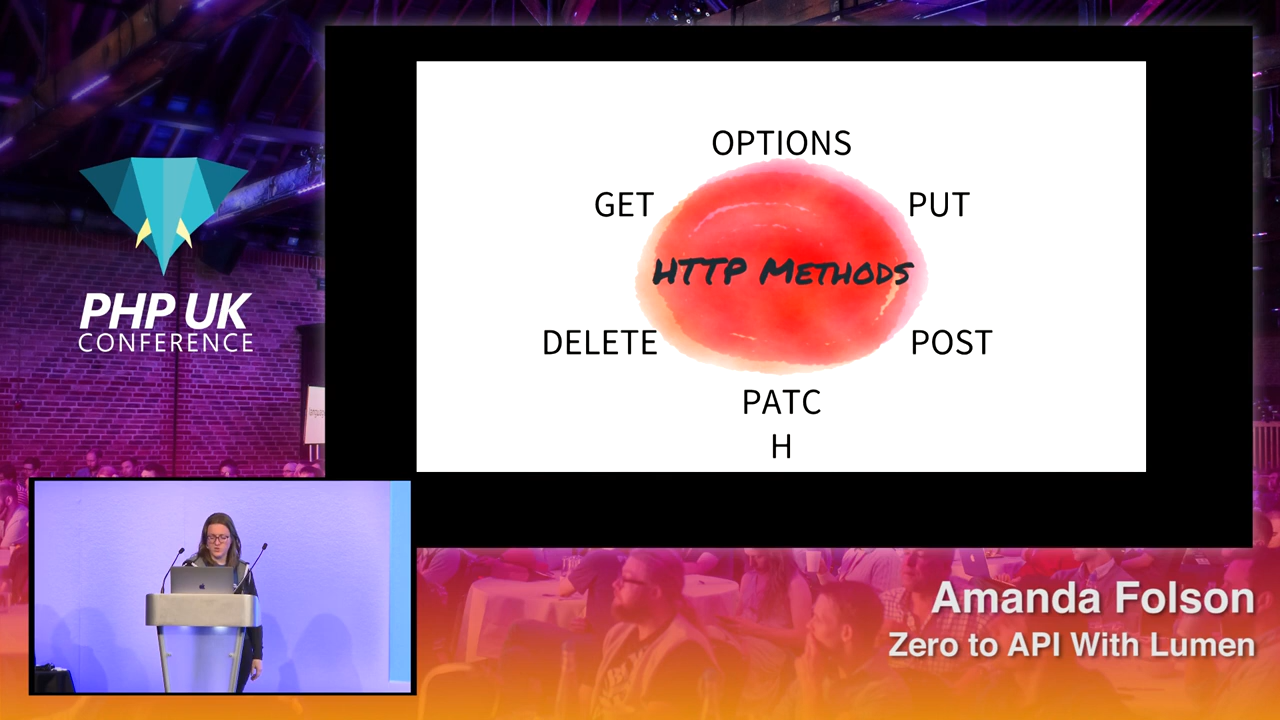 OPTIONS
GET
PUT
HTTP METHODS
DELETE
POST
PATC
H
PHP UK
CONFERENCE
Amanda Folson
Zero to API With Lumen